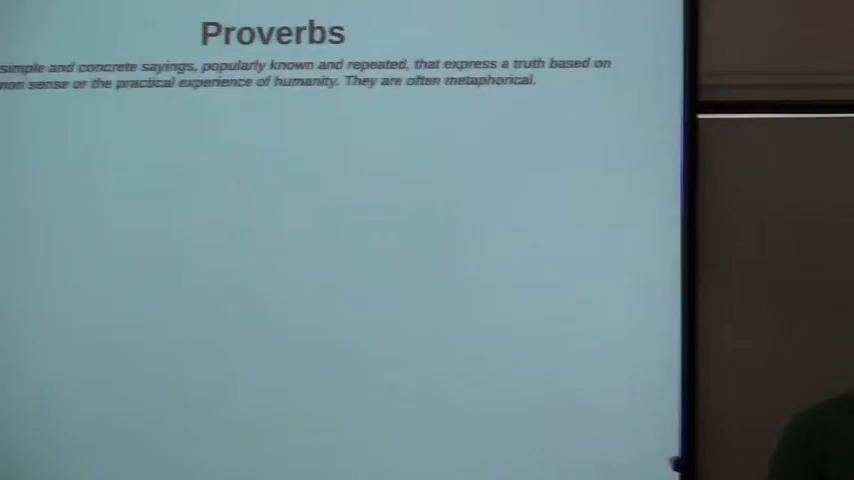 Proverbs
simple and concrete sayings, popularly known and repeated, that express a truth based on
sense or the practical experience of humanity. They are often metaphorical.